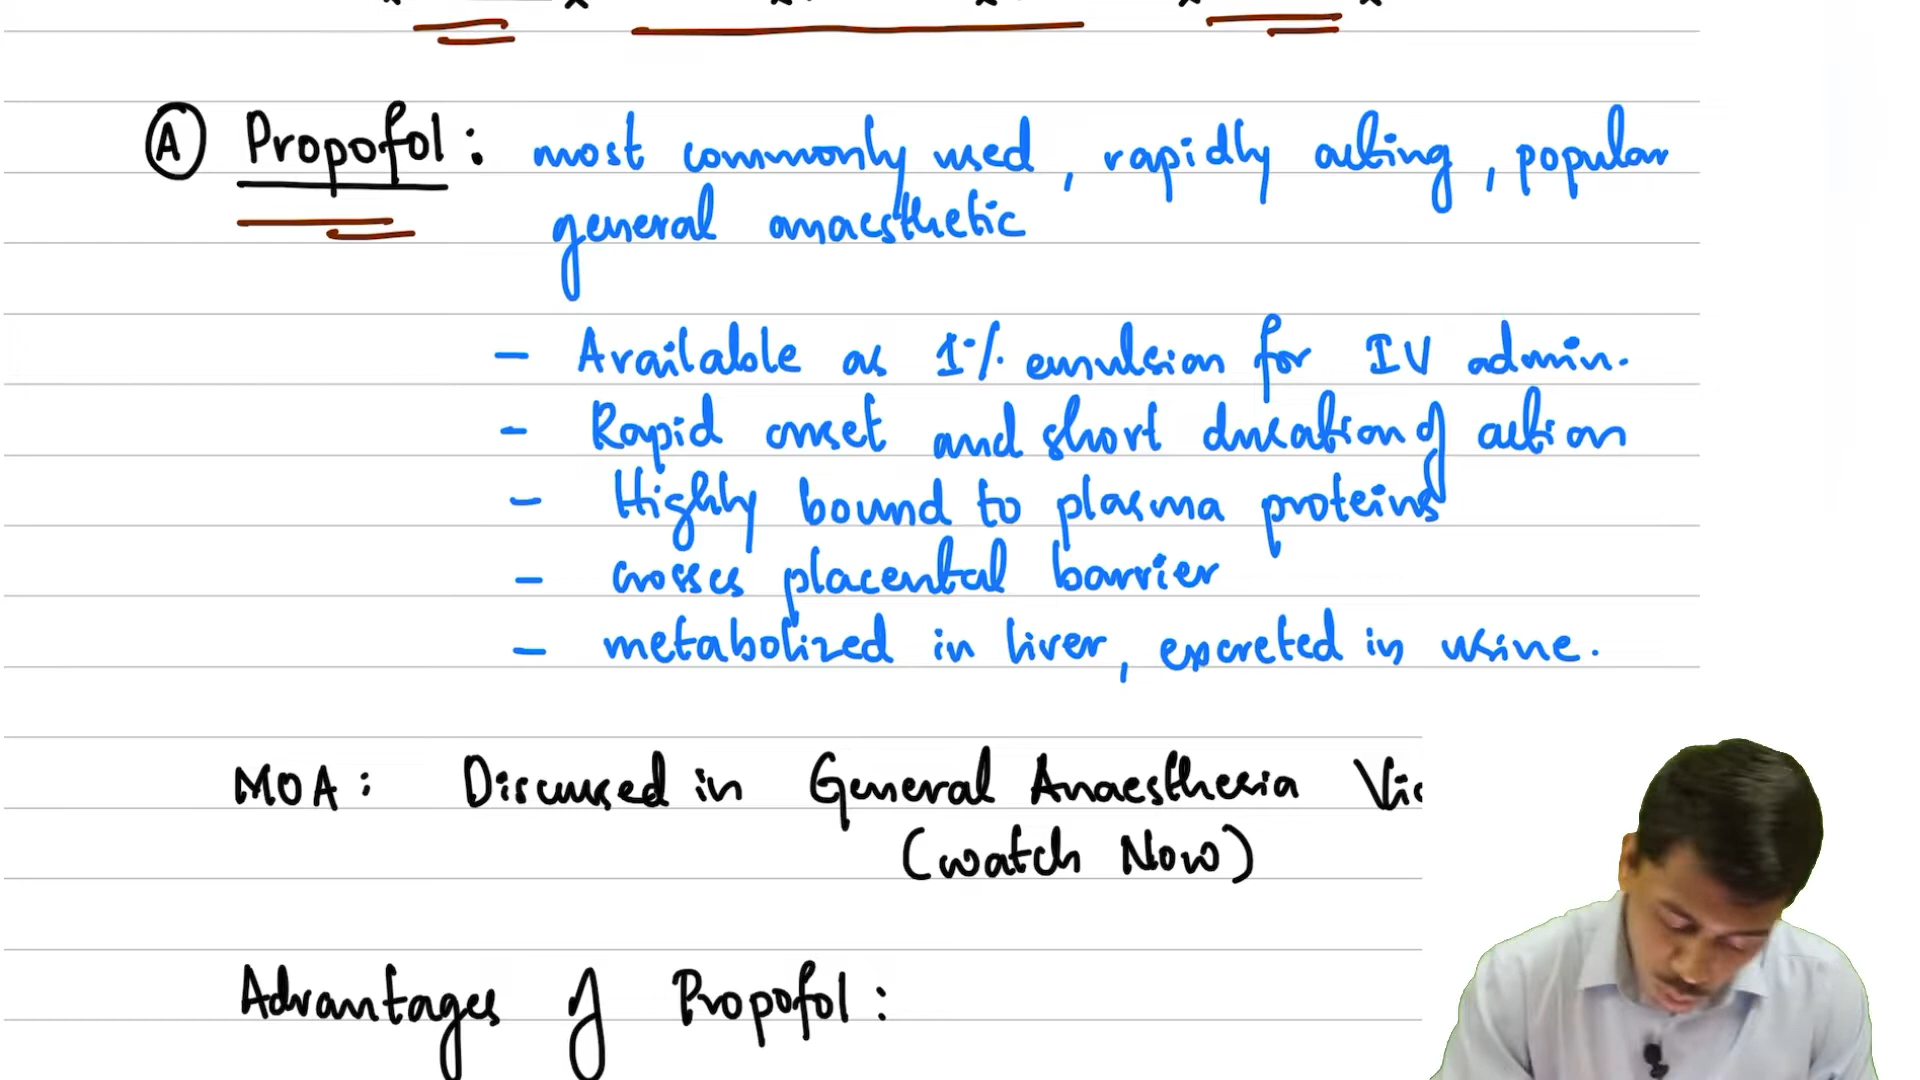 A Propofol: most commonly used, rapidly acting, popular
general anaesthetic
- Available as 1% emulsion for IV admin.
- Rapid onset and short duration of action
- Highly bound to plasma proteins
- crosses placental barrier
- metabolized in liver, excreted in urine.
MOA: Discussed in General Anaesthesia
(watch Now)
Advantages of Propofol: